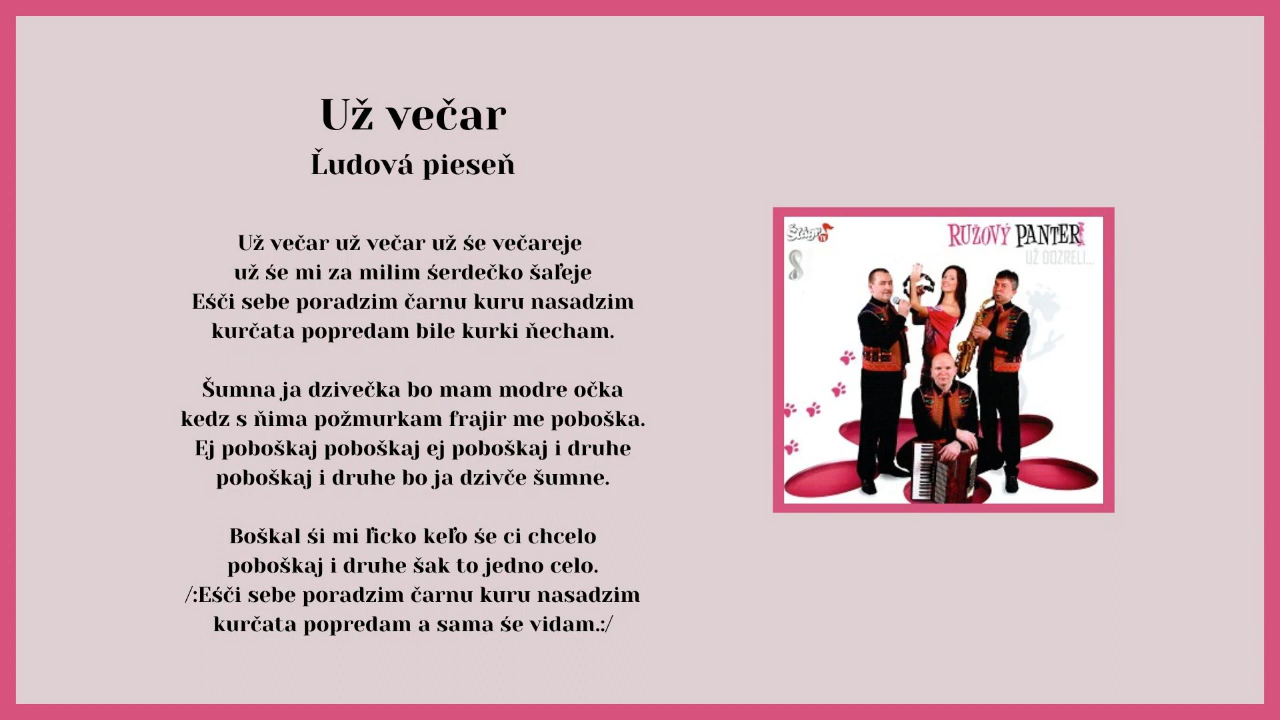 Už večar
Ľudová pieseň
Už večar už večar už śe večareje
už śe mi za milim śerdečko šaľeje
Eśči sebe poradzim čarnu kuru nasadzim
kurčata popredam bile kurki ňecham.
Šumna ja dzivečka bo mam modre očka
kedz s ňima požmurkam frajir me poboška.
Ej poboškaj poboškaj ej poboškaj i druhe
poboškaj i druhe bo ja dzivče šumne.
Boškal śi mi ľicko keľo śe ci chcelo
poboškaj i druhe šak to jedno celo.
/:Eśči sebe poradzim čarnu kuru nasadzim
kurčata popredam a sama śe vidam.:/
Šláger TV
RUŽOVÝ PANTER
UŽ DOZRELI...
8